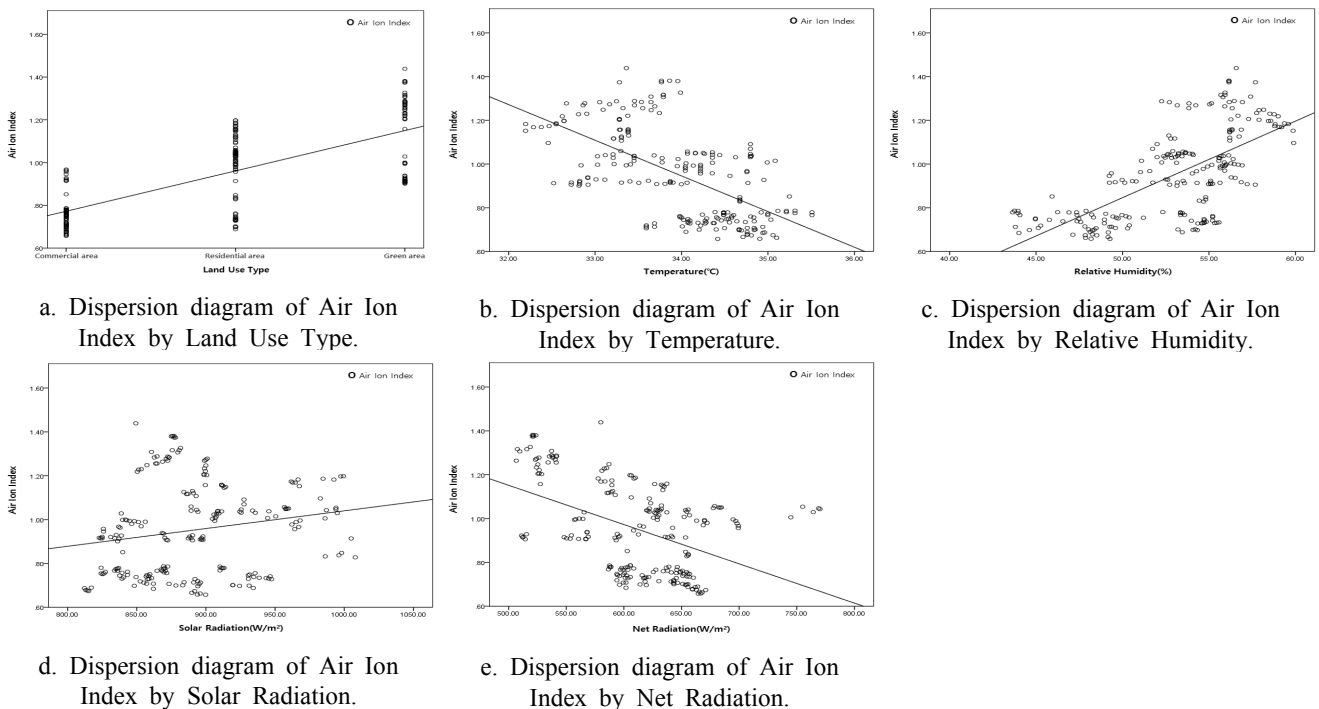 O Air Ion Index
1.60
1.40
1.20
1.00
.80
.60
Air Ion Index
Commercial area Residential area Green area
Land Use Type
a. Dispersion diagram of Air Ion
Index by Land Use Type.
O Air Ion Index
1.60
1.40
1.20
1.00
.80
.60
Air Ion Index
32.00 33.00 34.00 35.00 36.00
Temperature(℃)
b. Dispersion diagram of Air Ion
Index by Temperature.
O Air Ion Index
1.60
1.40
1.20
1.00
.80
.60
Air Ion Index
40.00 45.00 50.00 55.00 60.00
Relative Humidity(%)
c. Dispersion diagram of Air Ion
Index by Relative Humidity.
O Air Ion Index
1.60
1.40
1.20
1.00
.80
.60
Air Ion Index
800.00 850.00 900.00 950.00 1000.00 1050.00
Solar Radiation(W/m²)
d. Dispersion diagram of Air Ion
Index by Solar Radiation.
O Air Ion Index
1.60
1.40
1.20
1.00
.80
.60
Air Ion Index
500.00 550.00 600.00 650.00 700.00 750.00 800.00
Net Radiation(W/m²)
e. Dispersion diagram of Air Ion
Index by Net Radiation.